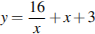 y = 16/x + x + 3